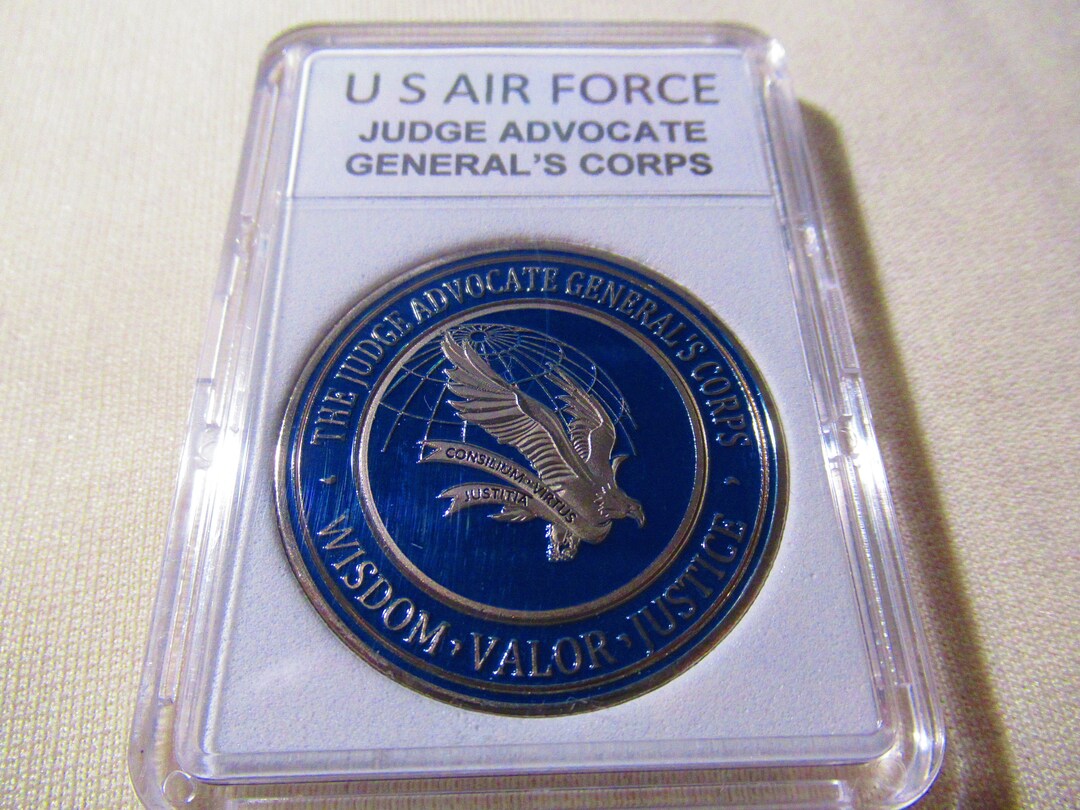 U S AIR FORCE
JUDGE ADVOCATE
GENERAL'S CORPS
THE JUDGE ADVOCATE GENERAL'S CORPS
CONSILIUM · VIRTUS
JUSTITIA
WISDOM · VALOR · JUSTICE